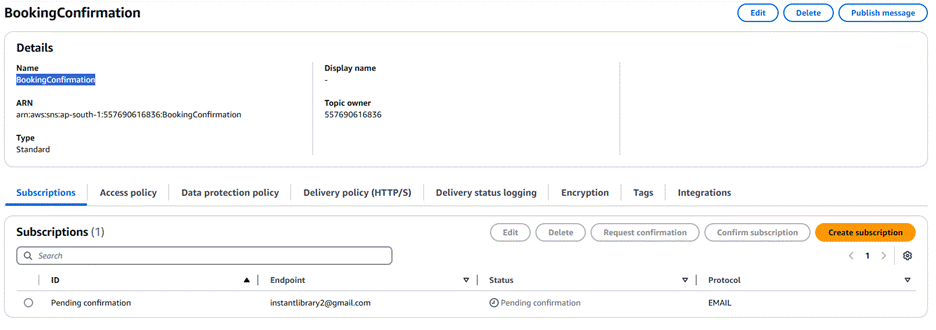 BookingConfirmation
Edit
Delete
Publish message
Details
Name
BookingConfirmation
Display name
-
ARN
arn:aws:sns:ap-south-1:557690616836:BookingConfirmation
Topic owner
557690616836
Type
Standard
Subscriptions
Access policy
Data protection policy
Delivery policy (HTTP/S)
Delivery status logging
Encryption
Tags
Integrations
Subscriptions (1)
Edit
Delete
Request confirmation
Confirm subscription
Create subscription
Search
1
ID
Endpoint
Status
Protocol
Pending confirmation
instantlibrary2@gmail.com
Pending confirmation
EMAIL